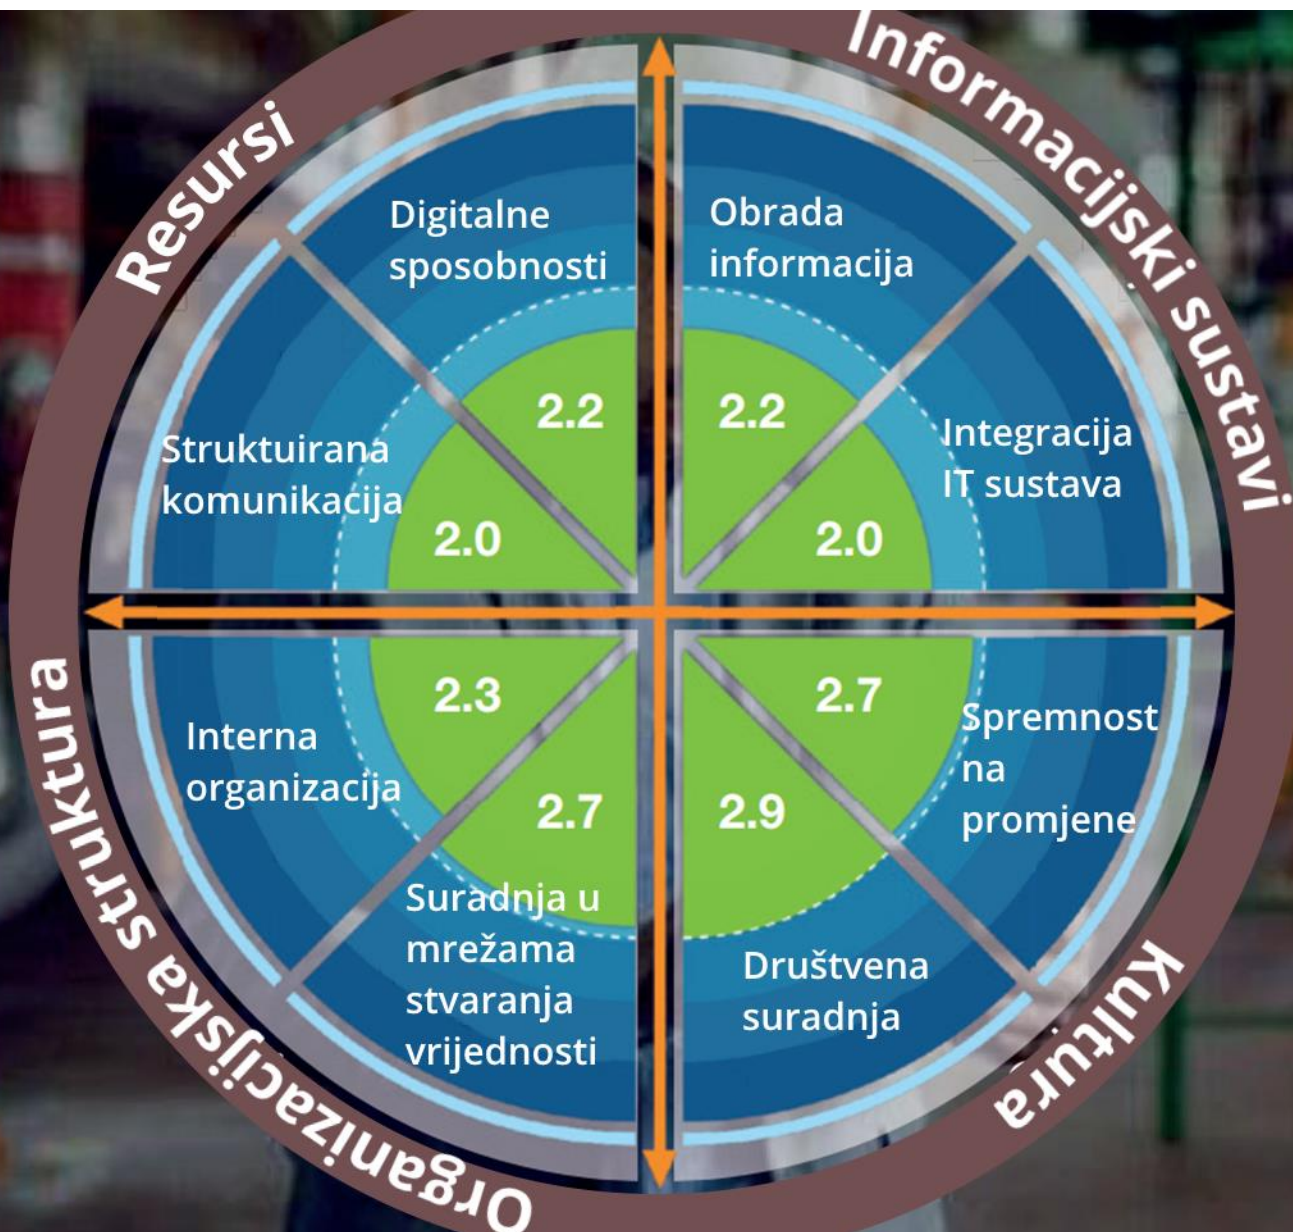 Resursi
Informacijski sustavi
Digitalne
sposobnosti
Obrada
informacija
2.2
2.2
Struktuirana
komunikacija
Integracija
IT sustava
2.0
2.0
2.3
2.7
Interna
organizacija
Spremnost
na
promjene
2.7
2.9
Suradnja u
mrežama
stvaranja
vrijednosti
Društvena
suradnja
Organizacijska struktura
Kultura